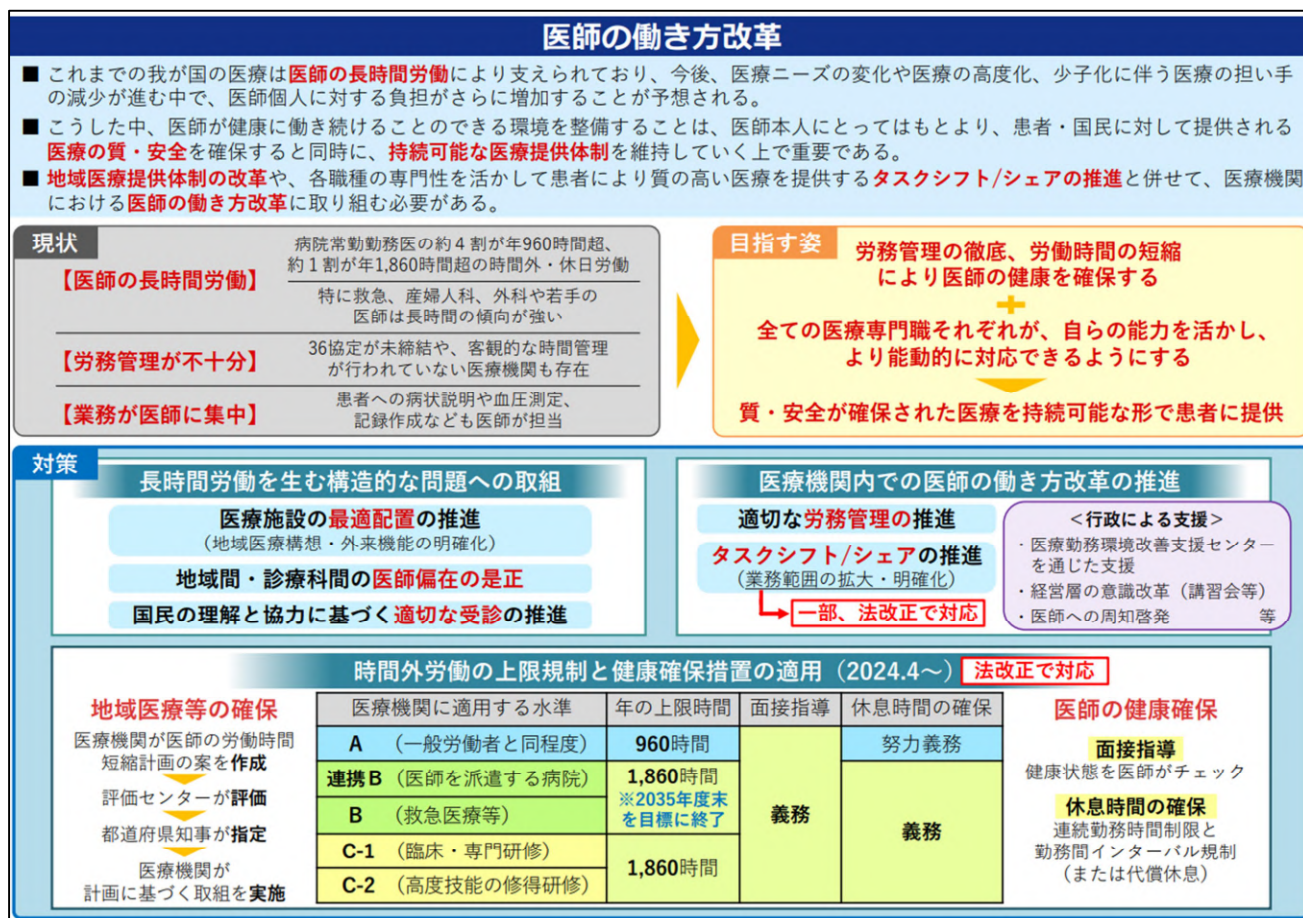 医師の働き方改革
■ これまでの我が国の医療は医師の長時間労働により支えられており、今後、医療ニーズの変化や医療の高度化、少子化に伴う医療の担い手
の減少が進む中で、医師個人に対する負担がさらに増加することが予想される。
■ こうした中、医師が健康に働き続けることのできる環境を整備することは、医師本人にとってはもとより、患者・国民に対して提供される
医療の質・安全を確保すると同時に、持続可能な医療提供体制を維持していく上で重要である。
■ 地域医療提供体制の改革や、各職種の専門性を活かして患者により質の高い医療を提供するタスクシフト/シェアの推進と併せて、医療機関
における医師の働き方改革に取り組む必要がある。
現状
【医師の長時間労働】
病院常勤勤務医の約4割が年960時間超、
約1割が年1,860時間超の時間外・休日労働
特に救急、産婦人科、外科や若手の
医師は長時間の傾向が強い
【労務管理が不十分】
36協定が未締結や、客観的な時間管理
が行われていない医療機関も存在
【業務が医師に集中】
患者への病状説明や血圧測定、
記録作成なども医師が担当
目指す姿
労務管理の徹底、労働時間の短縮
により医師の健康を確保する
+
全ての医療専門職それぞれが、自らの能力を活かし、
より能動的に対応できるようにする
質・安全が確保された医療を持続可能な形で患者に提供
対策
長時間労働を生む構造的な問題への取組
医療施設の最適配置の推進
(地域医療構想・外来機能の明確化)
地域間・診療科間の医師偏在の是正
国民の理解と協力に基づく適切な受診の推進
医療機関内での医師の働き方改革の推進
適切な労務管理の推進
タスクシフト/シェアの推進
(業務範囲の拡大・明確化)
一部、法改正で対応
<行政による支援>
・医療勤務環境改善支援センター
を通じた支援
・経営層の意識改革(講習会等)
・医師への周知啓発 等
時間外労働の上限規制と健康確保措置の適用(2024.4~) 法改正で対応
地域医療等の確保
医療機関が医師の労働時間
短縮計画の案を作成
評価センターが評価
都道府県知事が指定
医療機関が
計画に基づく取組を実施
医療機関に適用する水準 年の上限時間 面接指導 休息時間の確保
A (一般労働者と同程度) 960時間 努力義務
連携B (医師を派遣する病院) 1,860時間
※2035年度末
を目標に終了
B (救急医療等)
義務
義務
C-1 (臨床・専門研修)
1,860時間
C-2 (高度技能の修得研修)
医師の健康確保
面接指導
健康状態を医師がチェック
休息時間の確保
連続勤務時間制限と
勤務間インターバル規制
(または代償休息)